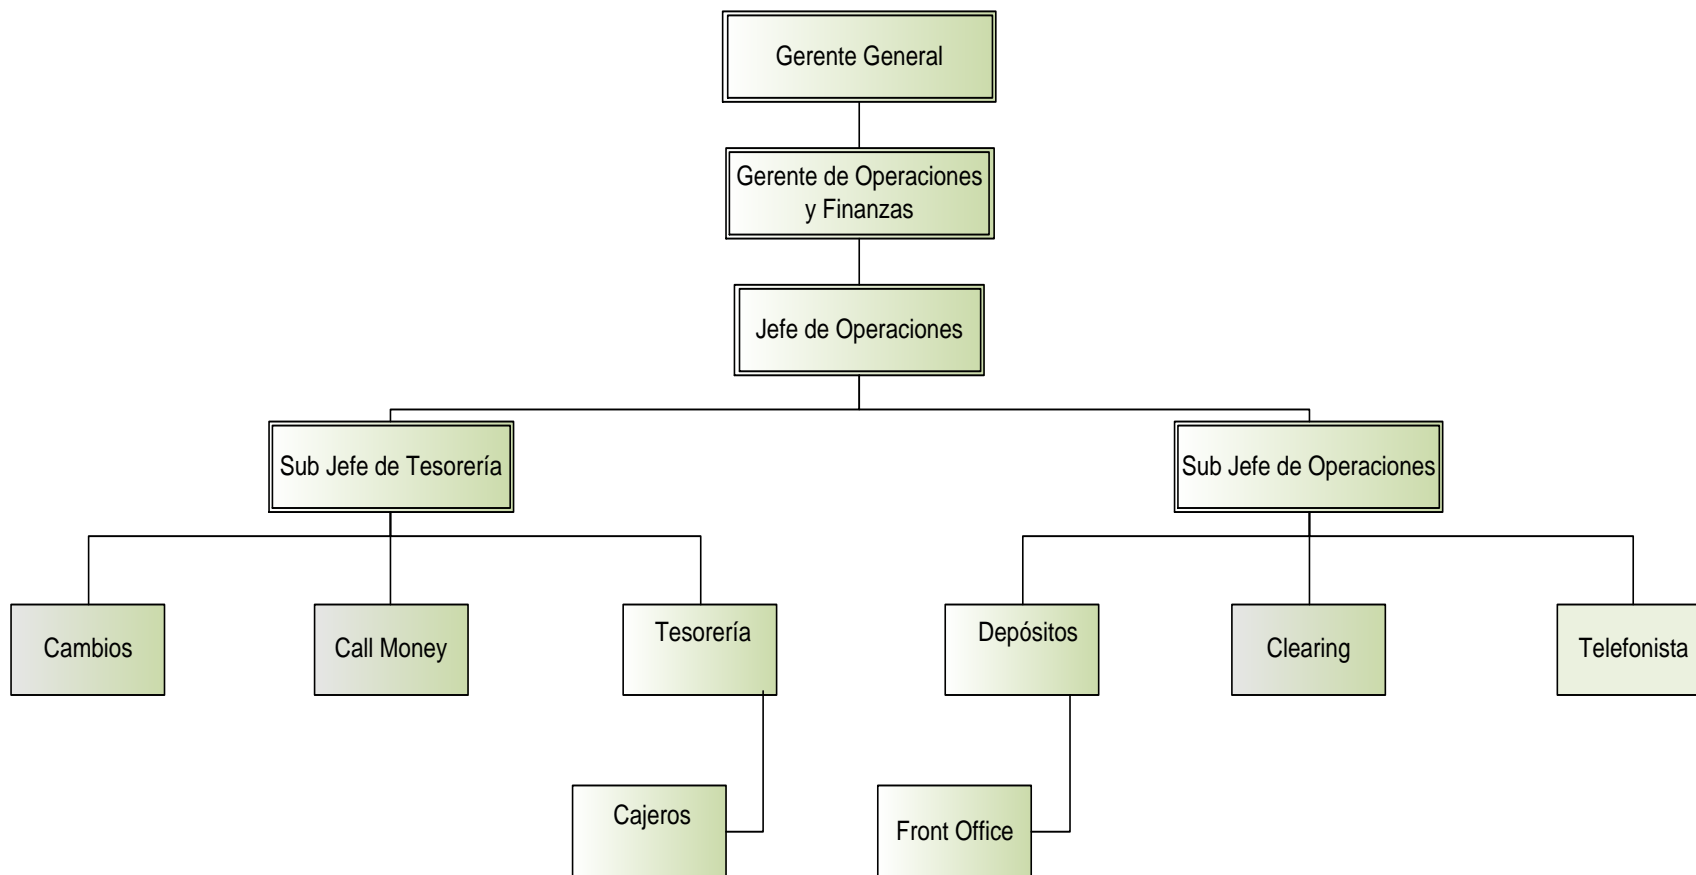 Gerente General
Gerente de Operaciones
y Finanzas
Jefe de Operaciones
Sub Jefe de Tesorería
Sub Jefe de Operaciones
Cambios
Call Money
Tesorería
Depósitos
Clearing
Telefonista
Cajeros
Front Office